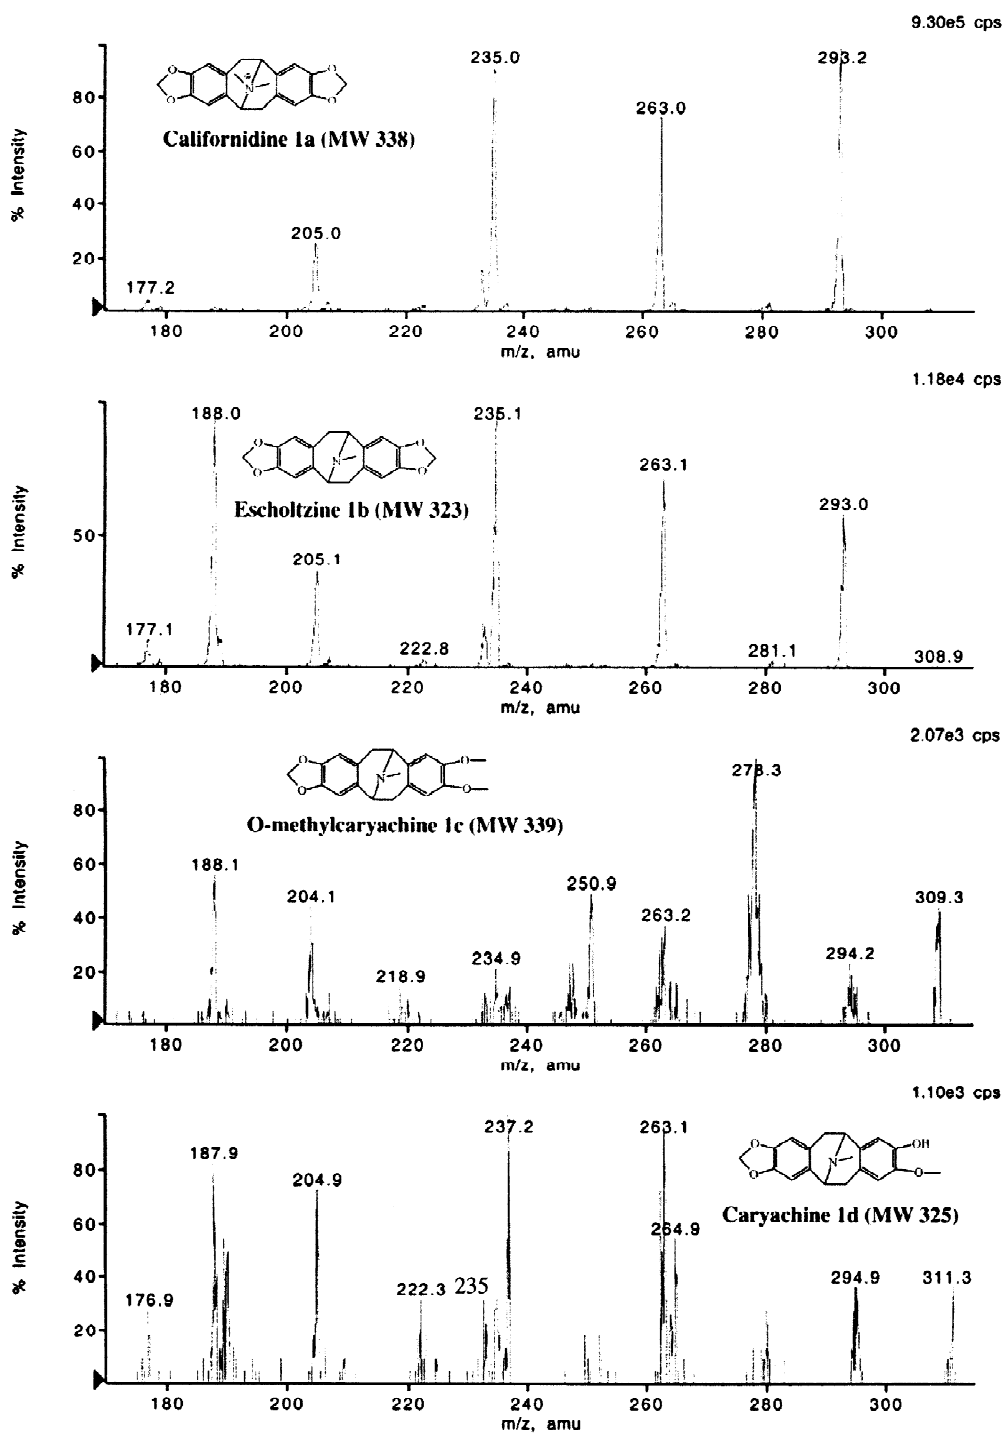 9.30e5 cps
235.0
293.2
263.0
205.0
177.2
O
O
N
⊕
O
O
Californidine 1a (MW 338)
80
60
40
20
% Intensity
180 200 220 240 260 280 300
m/z, amu
1.18e4 cps
188.0
235.1
263.1
293.0
205.1
177.1
222.8
281.1
308.9
O
O
N
O
O
Escholtzine 1b (MW 323)
50
% Intensity
180 200 220 240 260 280 300
m/z, amu
2.07e3 cps
278.3
O
O
N
O
O
O-methylcaryachine 1c (MW 339)
188.1
204.1
250.9
309.3
263.2
234.9
294.2
218.9
80
60
40
20
% Intensity
180 200 220 240 260 280 300
m/z, amu
1.10e3 cps
237.2
263.1
187.9
204.9
O
O
N
OH
O
Caryachine 1d (MW 325)
264.9
176.9
222.3
235
294.9
311.3
80
60
40
20
% Intensity
180 200 220 240 260 280 300
m/z, amu